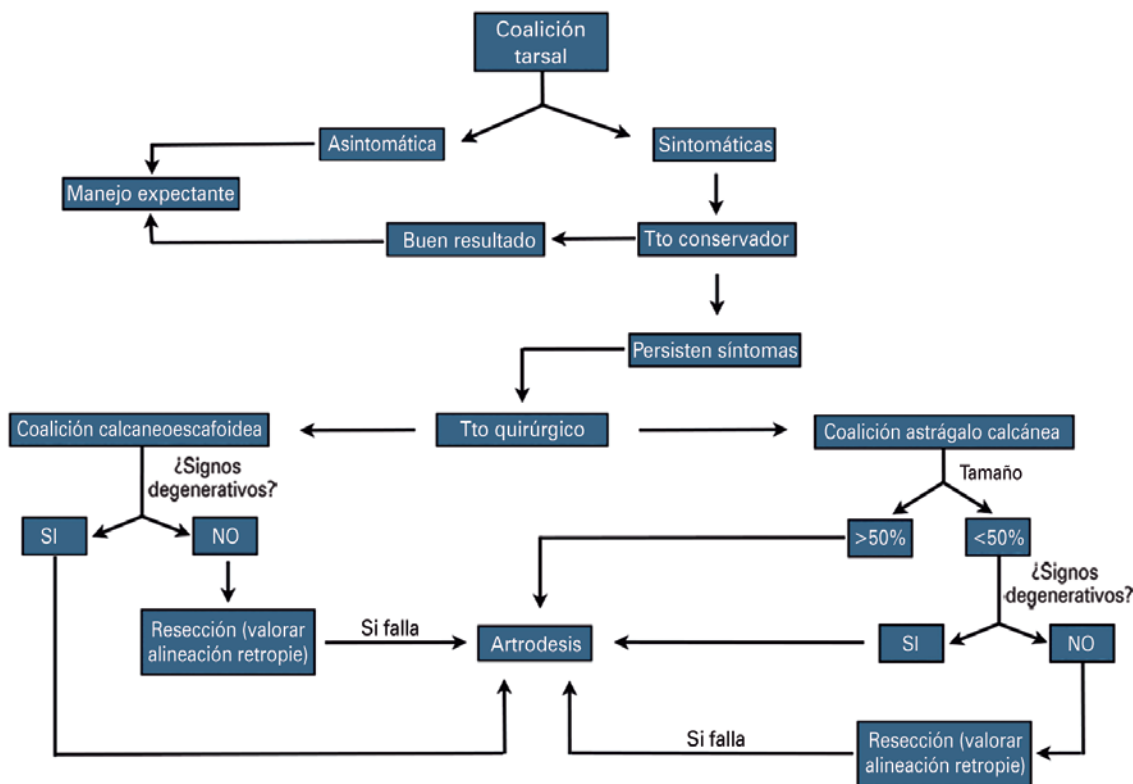 Coalición
tarsal
Asintomática
Sintomáticas
Manejo expectante
Buen resultado
Tto conservador
Persisten síntomas
Coalición calcaneoescafoidea
Tto quirúrgico
Coalición astrágalo calcánea
¿Signos
degenerativos?
Tamaño
SI
NO
>50%
<50%
¿Signos
degenerativos?
Resección (valorar
alineación retropie)
Si falla
Artrodesis
SI
NO
Si falla
Resección (valorar
alineación retropie)